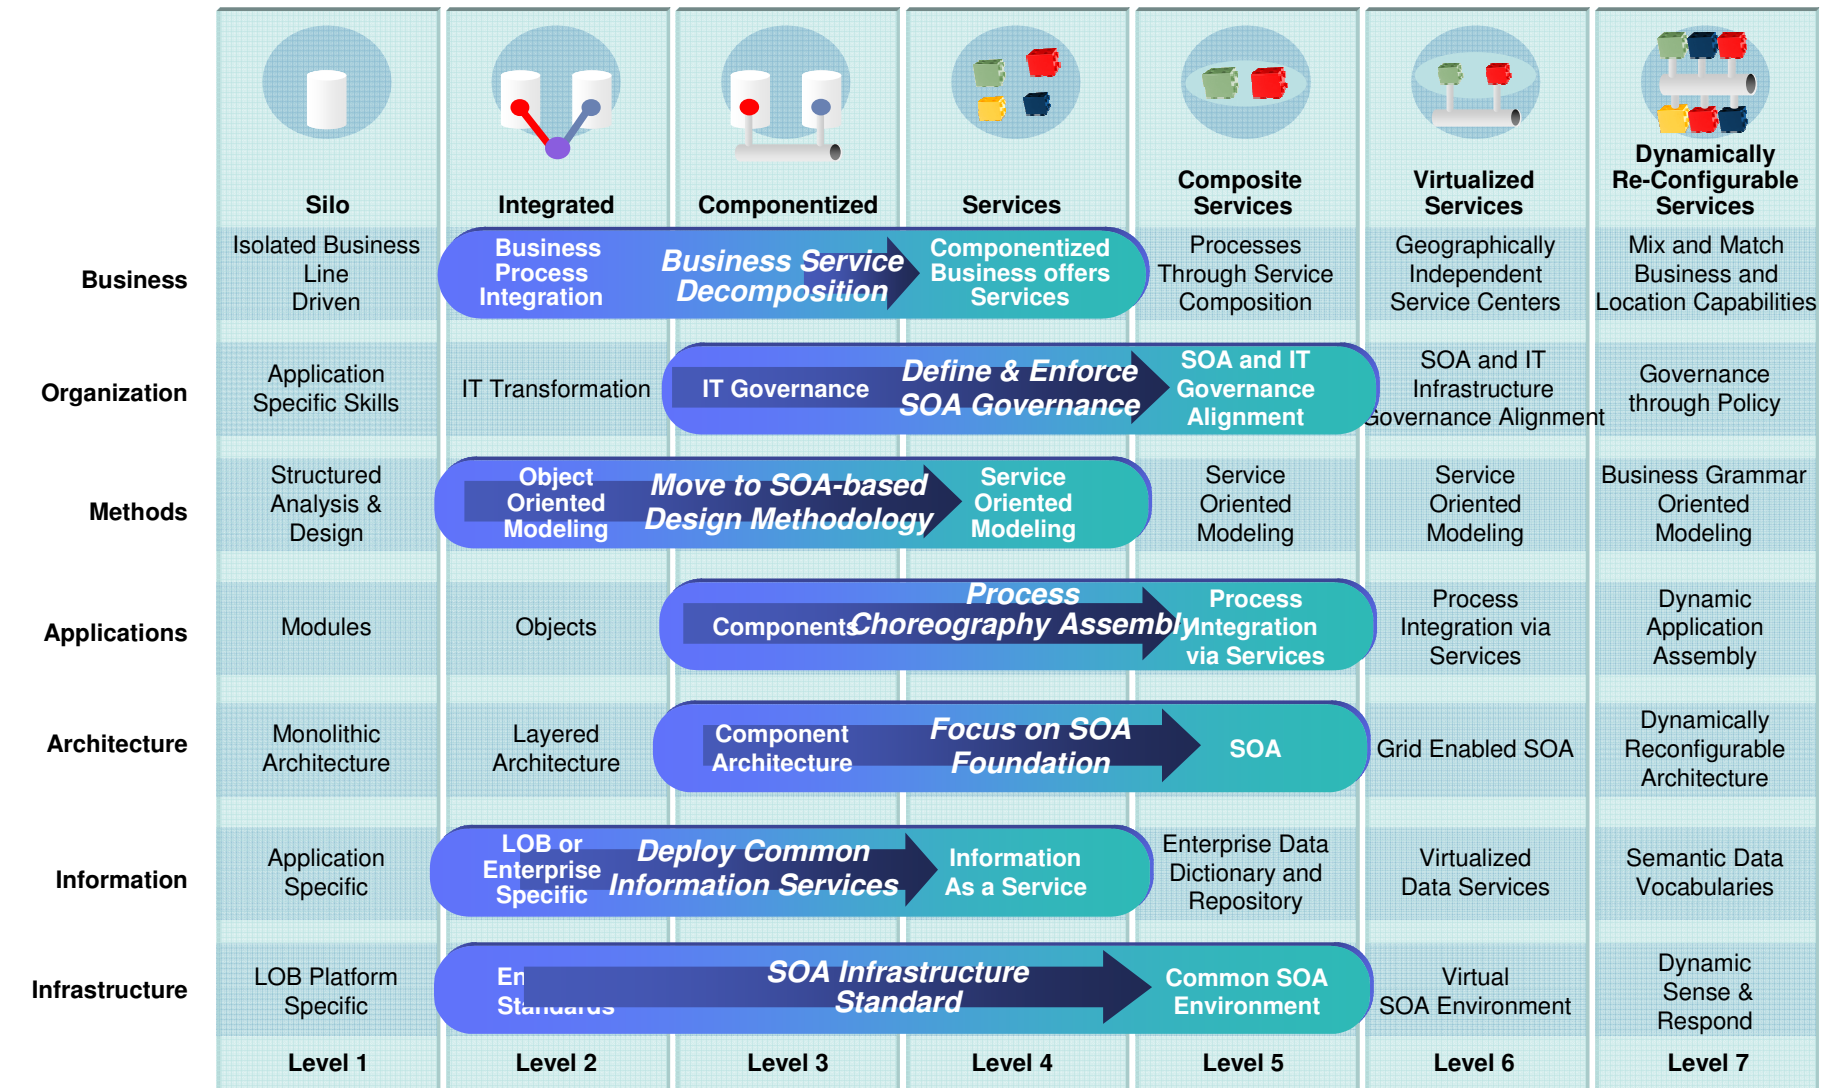 Silo
Integrated
Componentized
Services
Composite
Services
Virtualized
Services
Dynamically
Re-Configurable
Services
Business
Isolated Business
Line
Driven
Business
Process
Integration
Business Service
Decomposition
Componentized
Business offers
Services
Processes
Through Service
Composition
Geographically
Independent
Service Centers
Mix and Match
Business and
Location Capabilities
Organization
Application
Specific Skills
IT Transformation
IT Governance
Define & Enforce
SOA Governance
SOA and IT
Governance
Alignment
SOA and IT
Infrastructure
Governance Alignment
Governance
through Policy
Methods
Structured
Analysis &
Design
Object
Oriented
Modeling
Move to SOA-based
Design Methodology
Service
Oriented
Modeling
Service
Oriented
Modeling
Service
Oriented
Modeling
Business Grammar
Oriented
Modeling
Applications
Modules
Objects
Components
Process
Choreography Assembly
Process
Integration
via Services
Process
Integration via
Services
Dynamic
Application
Assembly
Architecture
Monolithic
Architecture
Layered
Architecture
Component
Architecture
Focus on SOA
Foundation
SOA
Grid Enabled SOA
Dynamically
Reconfigurable
Architecture
Information
Application
Specific
LOB or
Enterprise
Specific
Deploy Common
Information Services
Information
As a Service
Enterprise Data
Dictionary and
Repository
Virtualized
Data Services
Semantic Data
Vocabularies
Infrastructure
LOB Platform
Specific
Standards
SOA Infrastructure
Standard
Common SOA
Environment
Virtual
SOA Environment
Dynamic
Sense &
Respond
Level 1
Level 2
Level 3
Level 4
Level 5
Level 6
Level 7